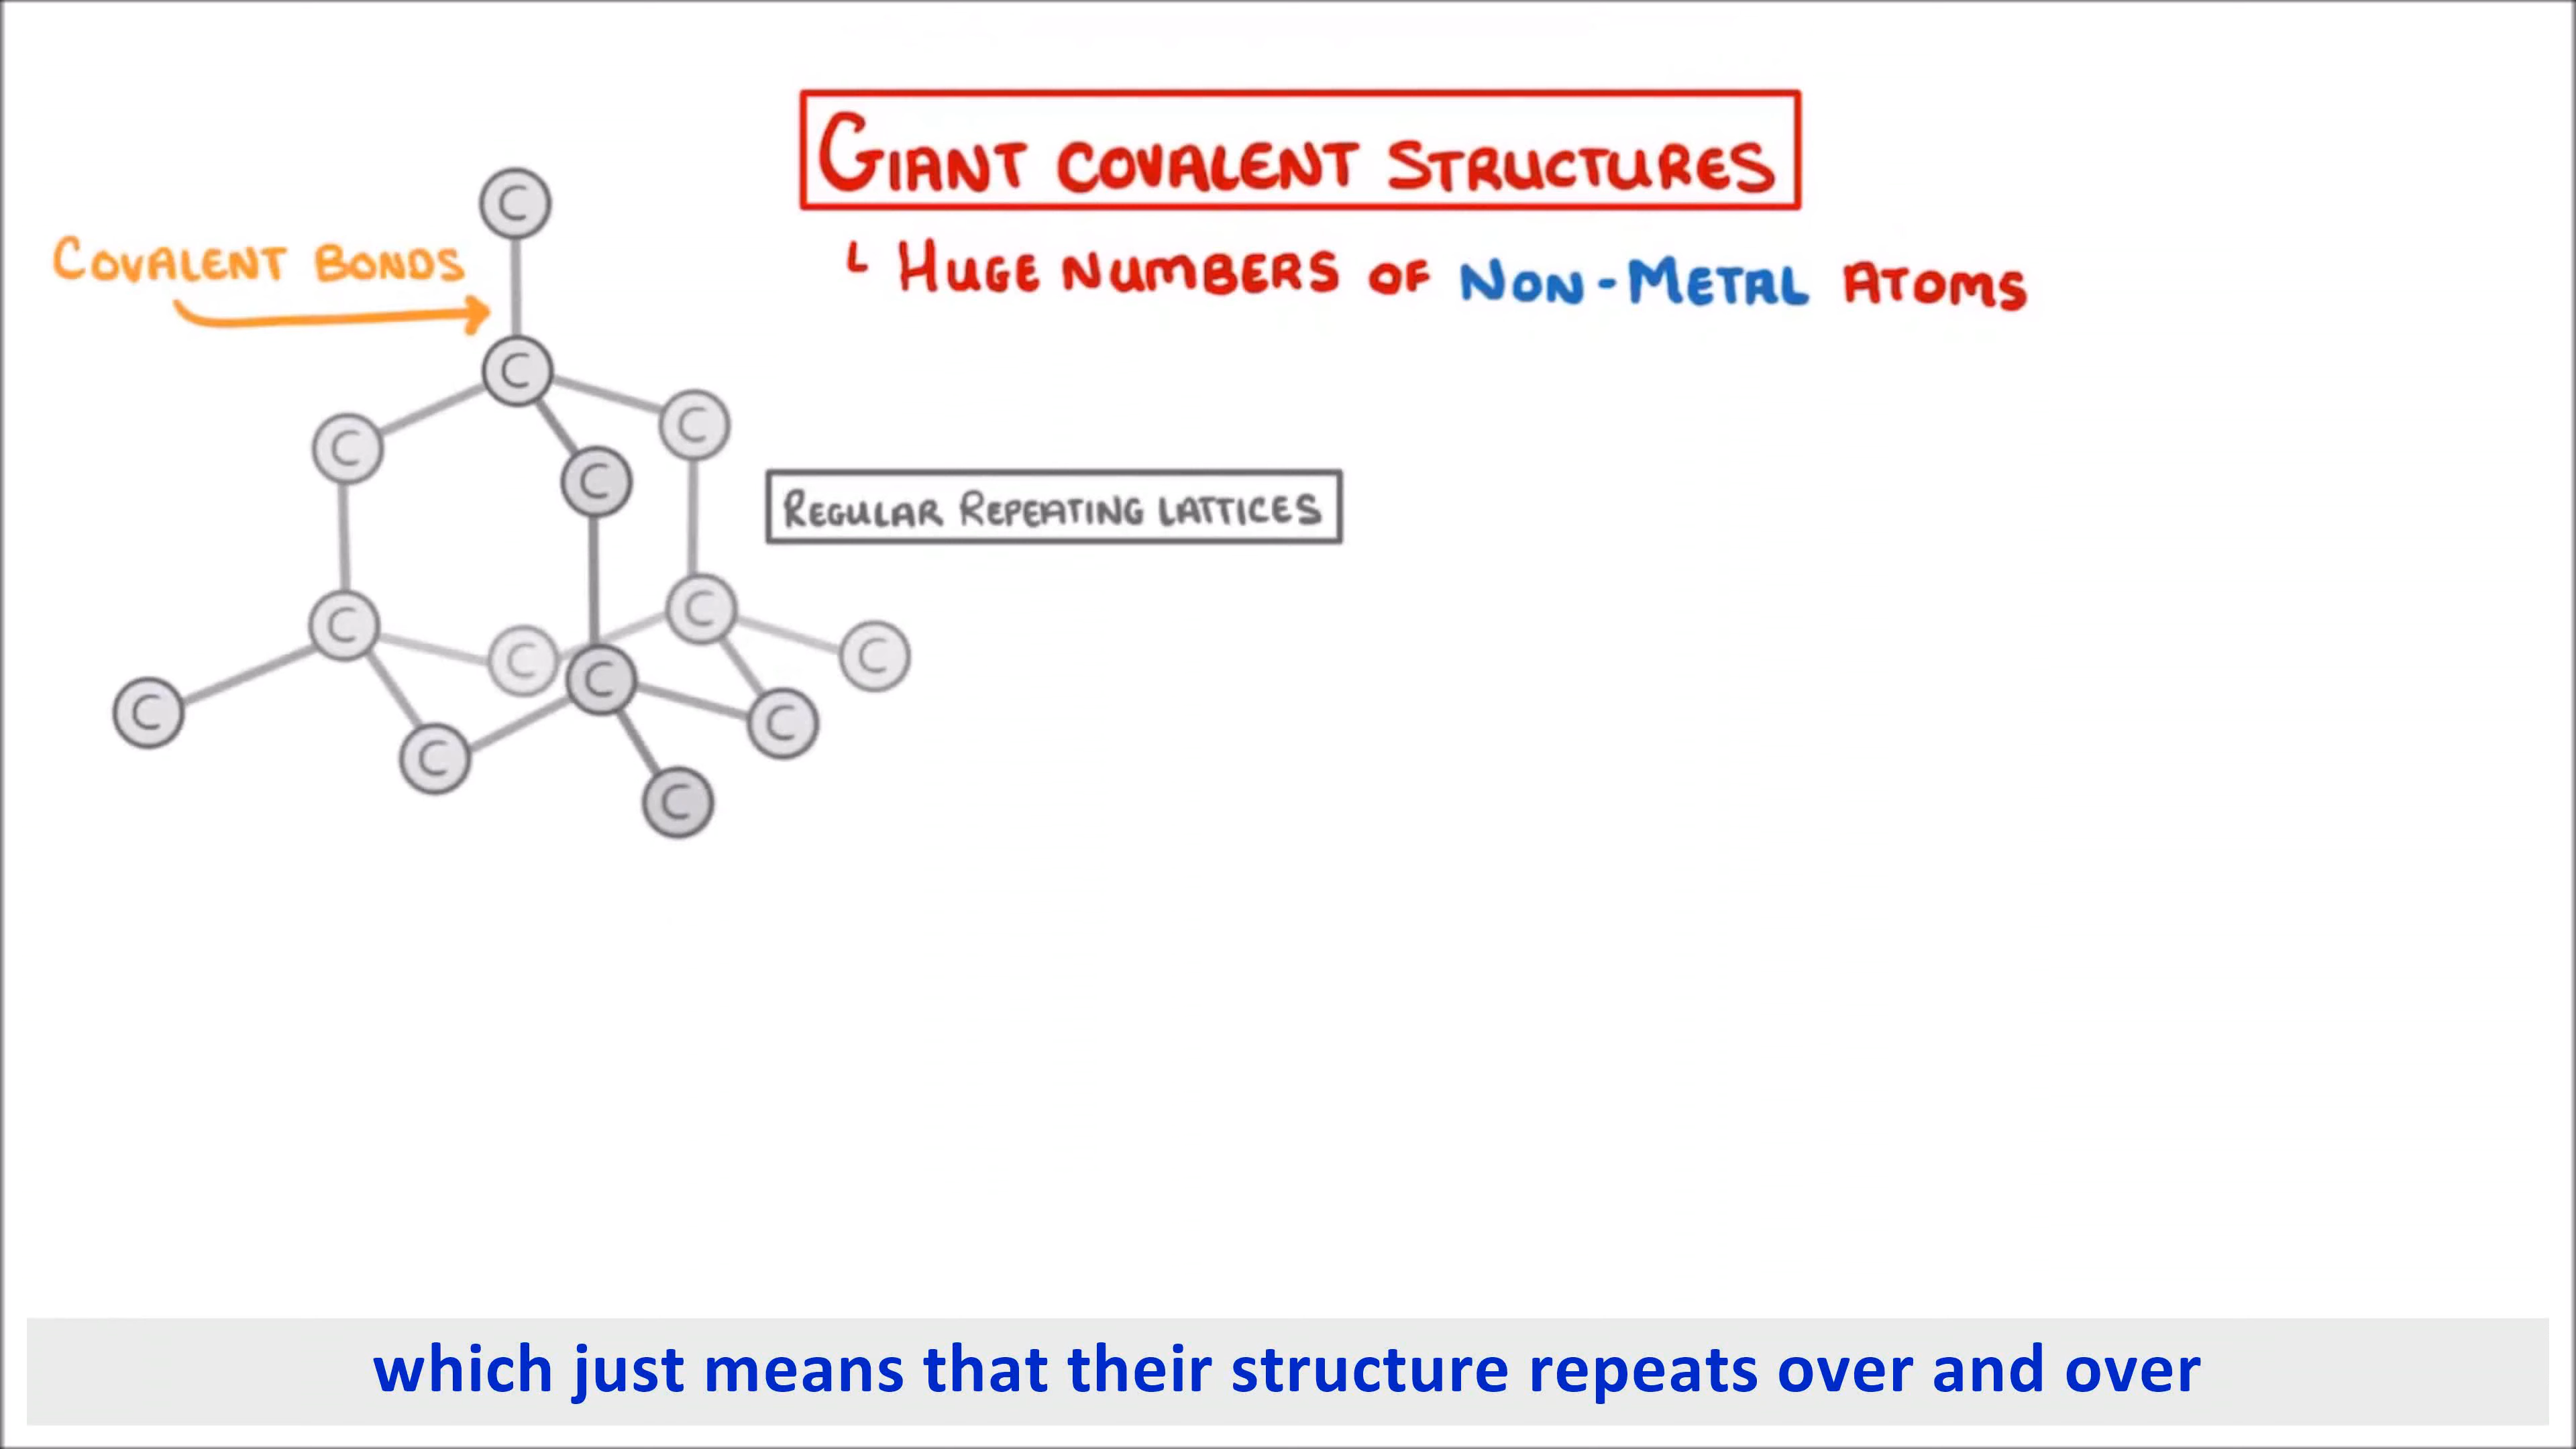 GIANT COVALENT STRUCTURES
└ HUGE NUMBERS OF NON-METAL ATOMS
COVALENT BONDS
C
C
C
C
C
REGULAR REPEATING LATTICES
C
C
C
C
C
C
C
C
C
which just means that their structure repeats over and over